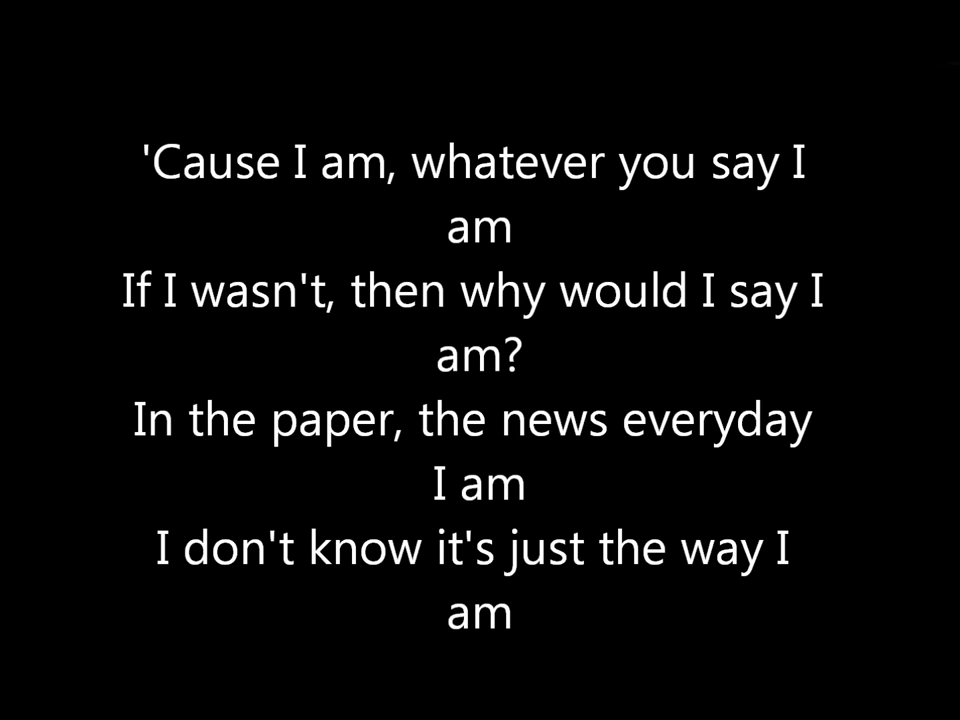 'Cause I am, whatever you say I
am
If I wasn't, then why would I say I
am?
In the paper, the news everyday
I am
I don't know it's just the way I
am